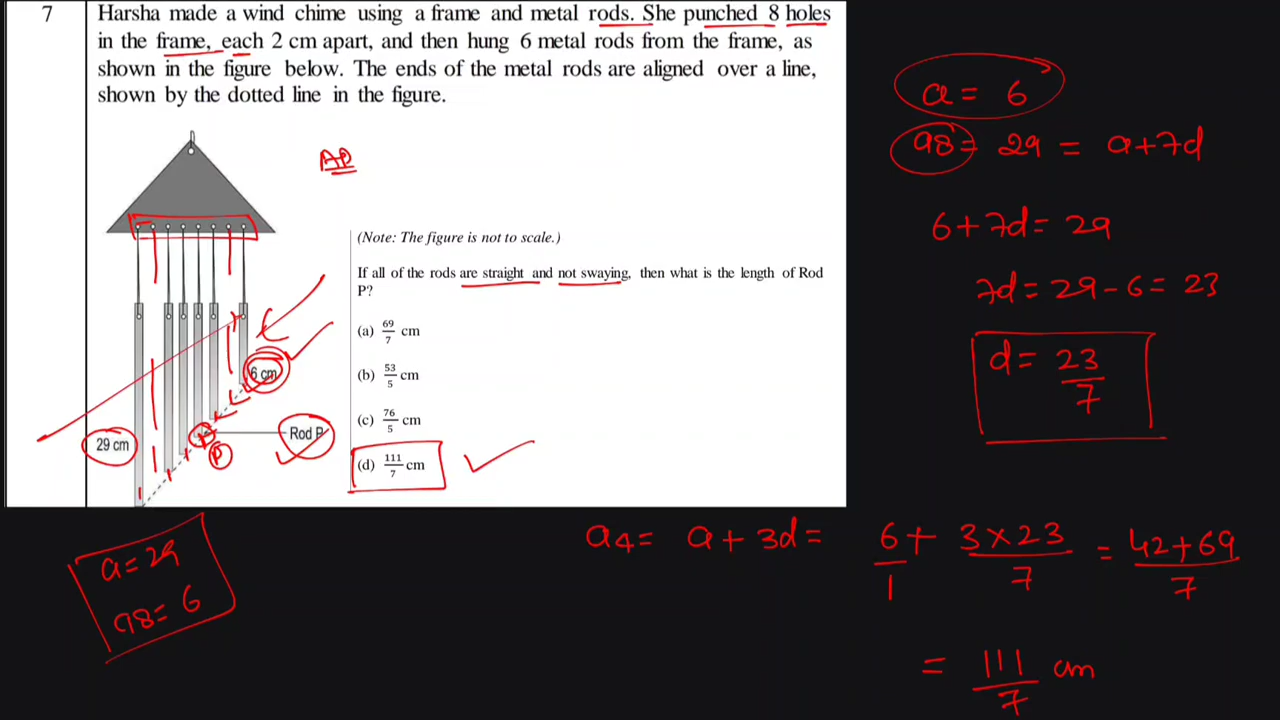 7
Harsha made a wind chime using a frame and metal rods. She punched 8 holes
in the frame, each 2 cm apart, and then hung 6 metal rods from the frame, as
shown in the figure below. The ends of the metal rods are aligned over a line,
shown by the dotted line in the figure.
AP
(Note: The figure is not to scale.)
If all of the rods are straight and not swaying, then what is the length of Rod
P?
(a) 69/7 cm
(b) 53/5 cm
(c) 76/5 cm
(d) 111/7 cm
6 cm
Rod P
P
29 cm
a = 6
a8 = 29 = a+7d
6+7d = 29
7d = 29-6 = 23
d = 23/7
a=29
a8= 6
a4= a+3d= 6/1 + 3×23/7 = 42+69/7
= 111/7 cm